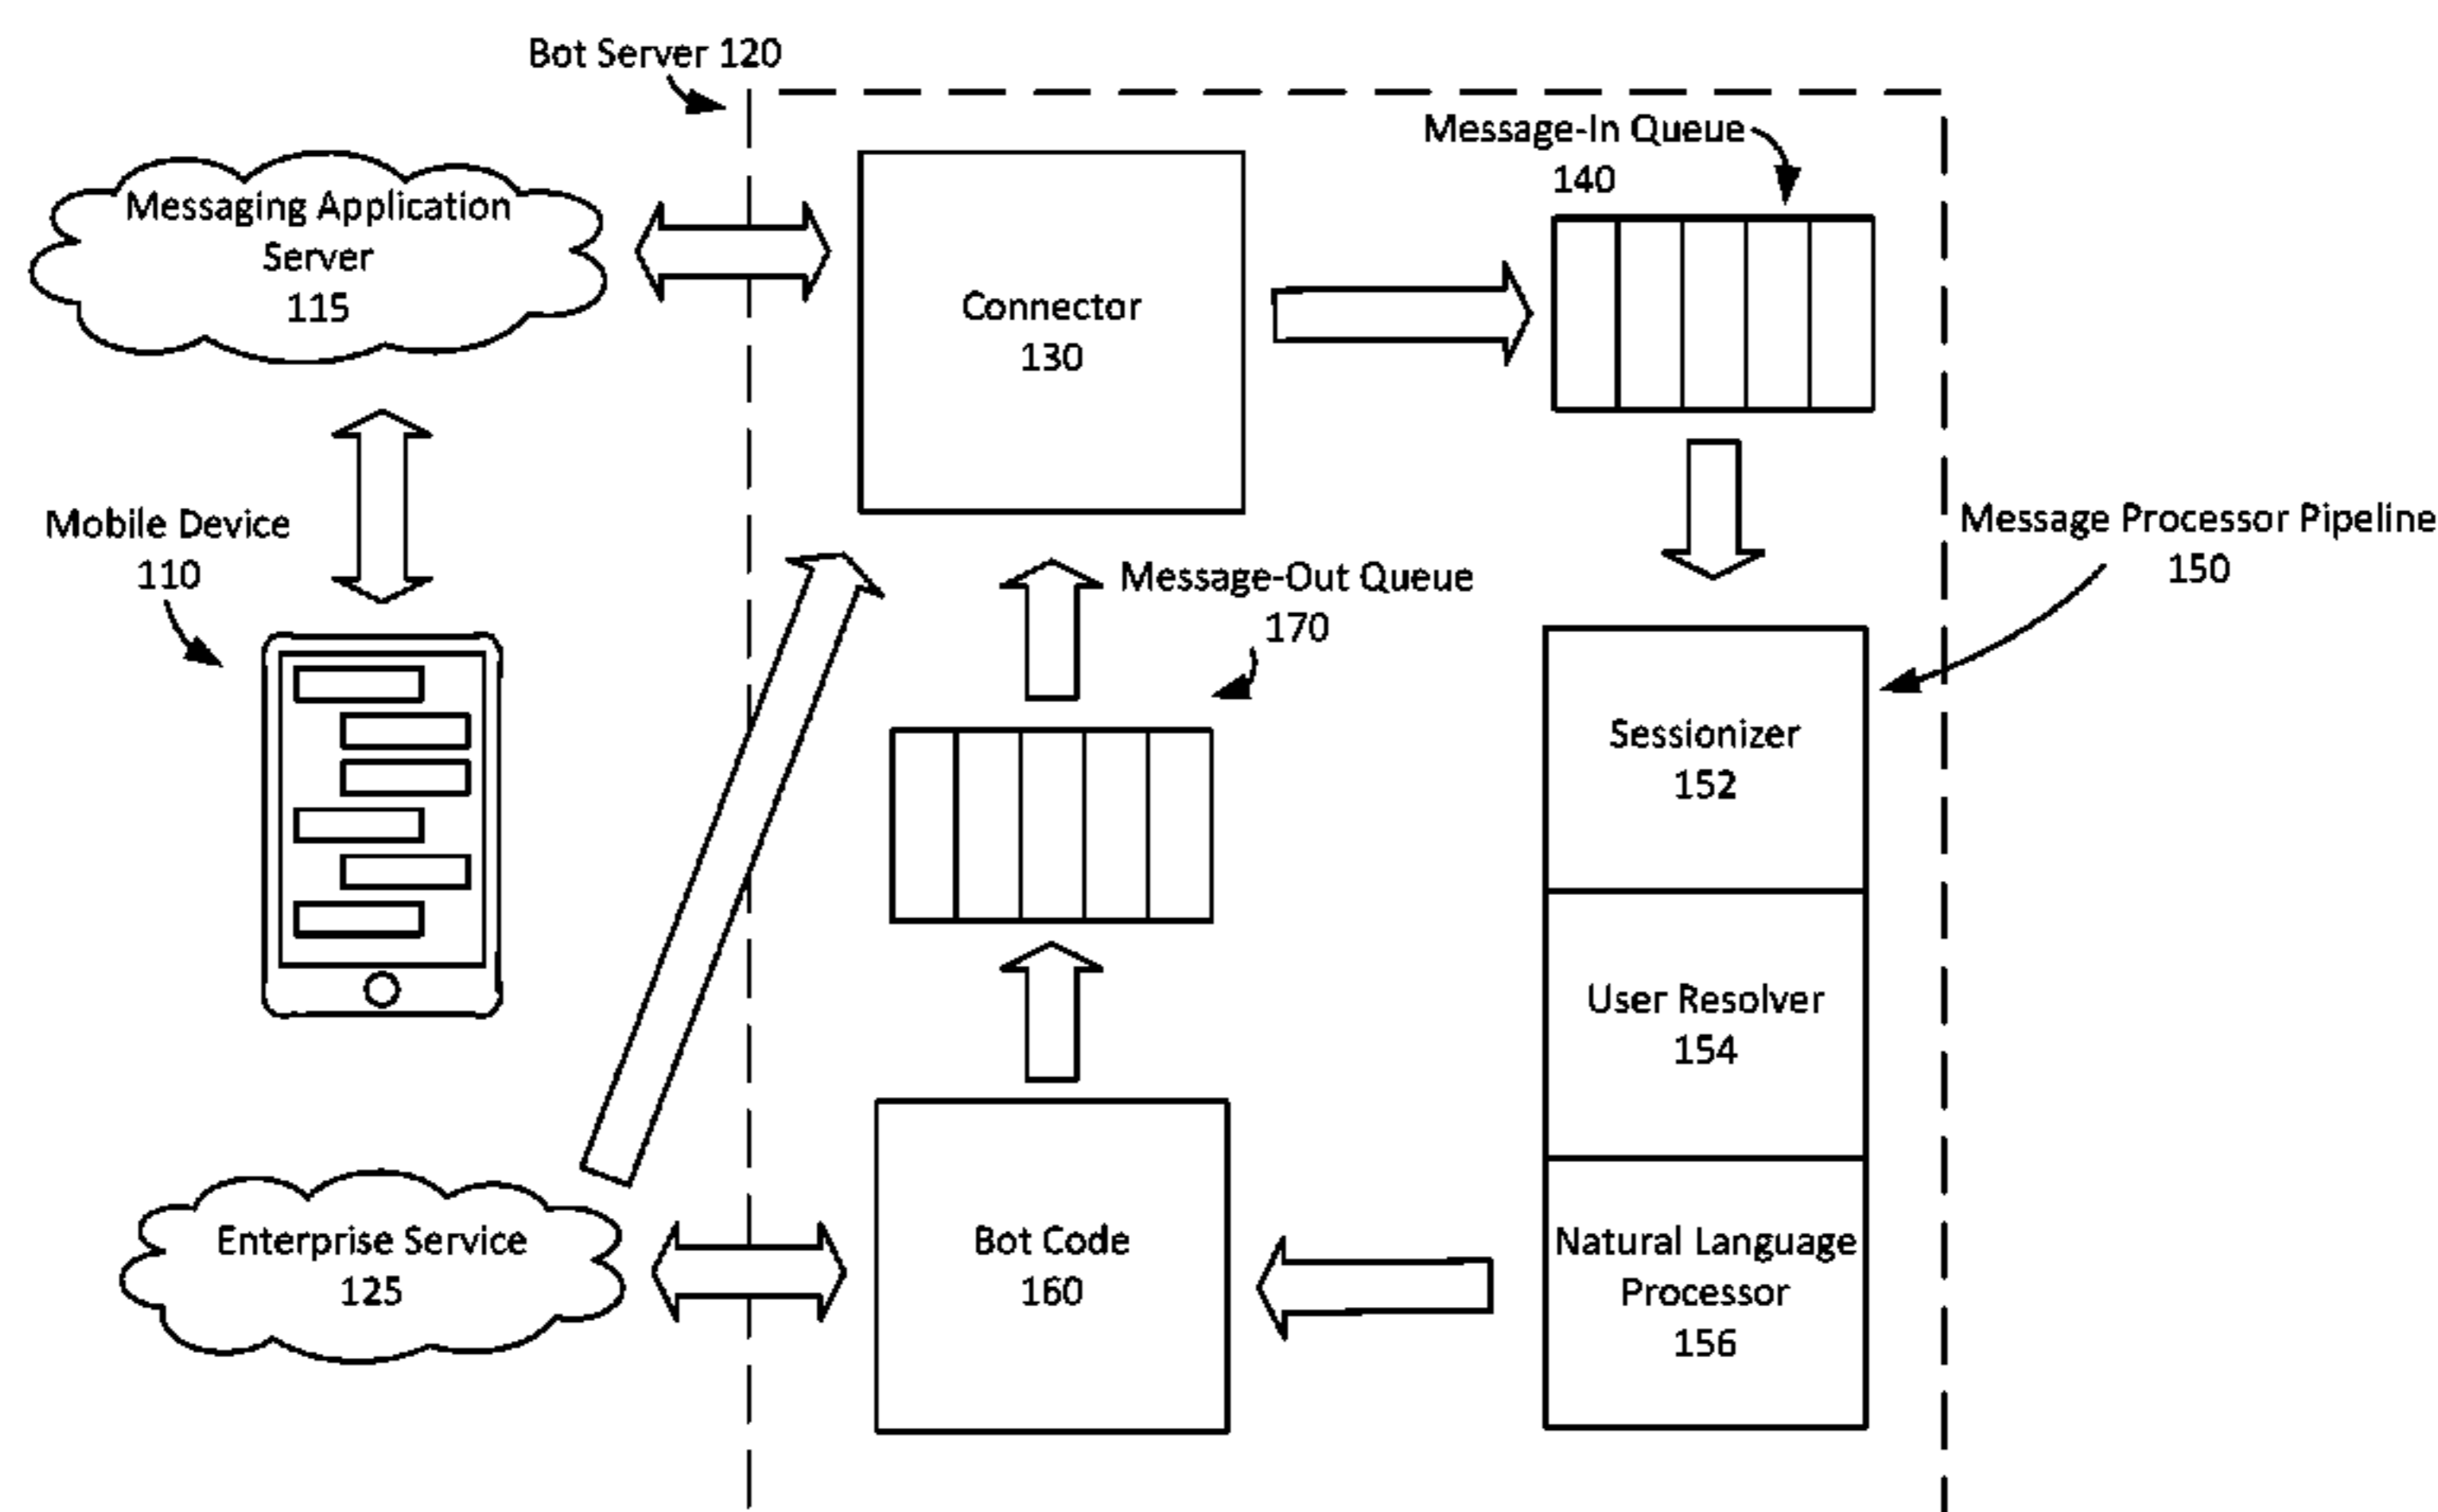 Bot Server 120
Message-In Queue
140
Messaging Application
Server
115
Connector
130
Mobile Device
110
Message-Out Queue
170
Message Processor Pipeline
150
Sessionizer
152
User Resolver
154
Enterprise Service
125
Bot Code
160
Natural Language
Processor
156